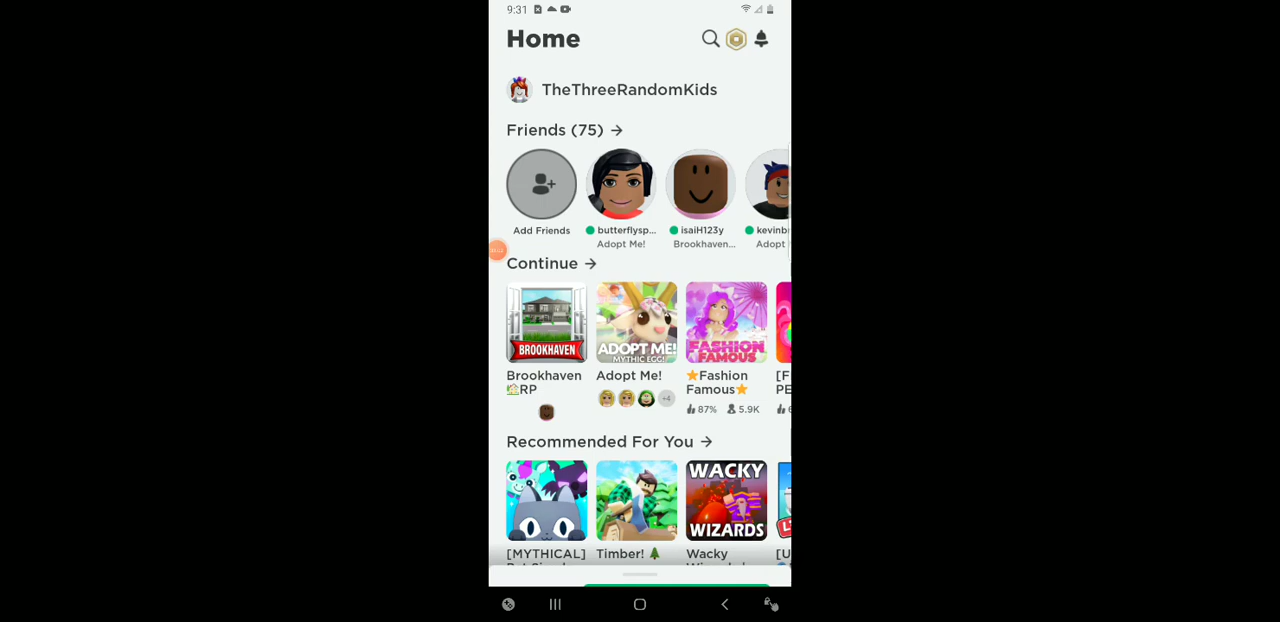 9:31
Home
TheThreeRandomKids
Friends (75) →
Add Friends
butterflysp...
Adopt Me!
isaiH123y
Brookhaven...
Adopt
Continue →
BROOKHAVEN
ADOPT ME!
MYTHIC EGG!
FASHION
FAMOUS
Brookhaven
🏡RP
Adopt Me!
+4
⭐Fashion
Famous⭐
87% 5.9K
[F
PE
Recommended For You →
WACKY
WIZARDS
[MYTHICAL]
Timber! 🌲
Wacky
[U